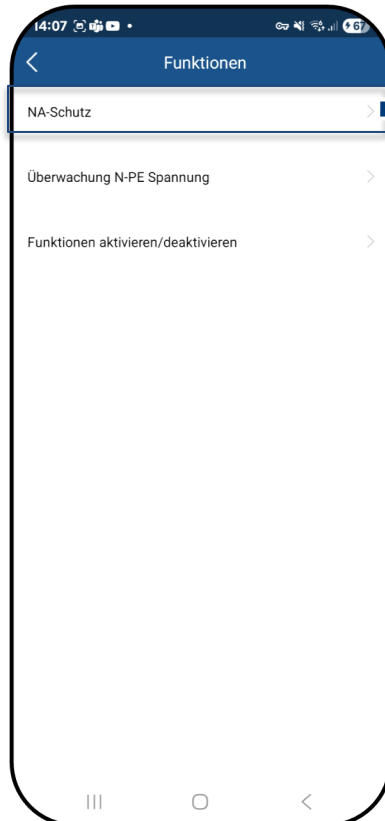 14:07
67
Funktionen
NA-Schutz
Überwachung N-PE Spannung
Funktionen aktivieren/deaktivieren